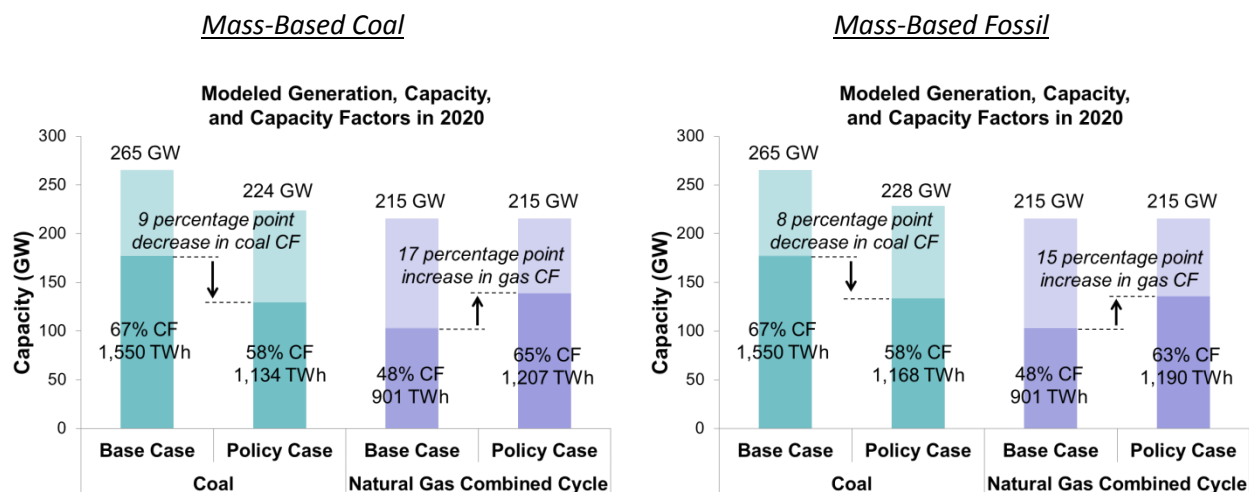 Mass-Based Coal
Modeled Generation, Capacity,
and Capacity Factors in 2020
Capacity (GW)
300
250
200
150
100
50
0
265 GW
224 GW
215 GW
215 GW
9 percentage point
decrease in coal CF
17 percentage point
increase in gas CF
67% CF
1,550 TWh
58% CF
1,134 TWh
48% CF
901 TWh
65% CF
1,207 TWh
Base Case
Policy Case
Base Case
Policy Case
Coal
Natural Gas Combined Cycle
Mass-Based Fossil
Modeled Generation, Capacity,
and Capacity Factors in 2020
Capacity (GW)
300
250
200
150
100
50
0
265 GW
228 GW
215 GW
215 GW
8 percentage point
decrease in coal CF
15 percentage point
increase in gas CF
67% CF
1,550 TWh
58% CF
1,168 TWh
48% CF
901 TWh
63% CF
1,190 TWh
Base Case
Policy Case
Base Case
Policy Case
Coal
Natural Gas Combined Cycle